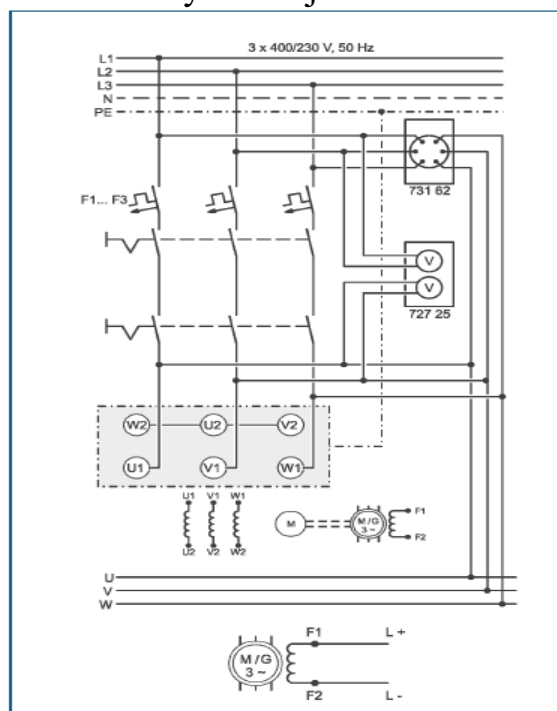 3 x 400/230 V, 50 Hz
L1
L2
L3
N
PE
731 62
F1... F3
V
V
727 25
W2 U2 V2
U1 V1 W1
U1 V1 W1
U2 V2 W2
M
M/G
3~
F1
F2
U
V
W
M/G
3~
F1 L+
F2 L-